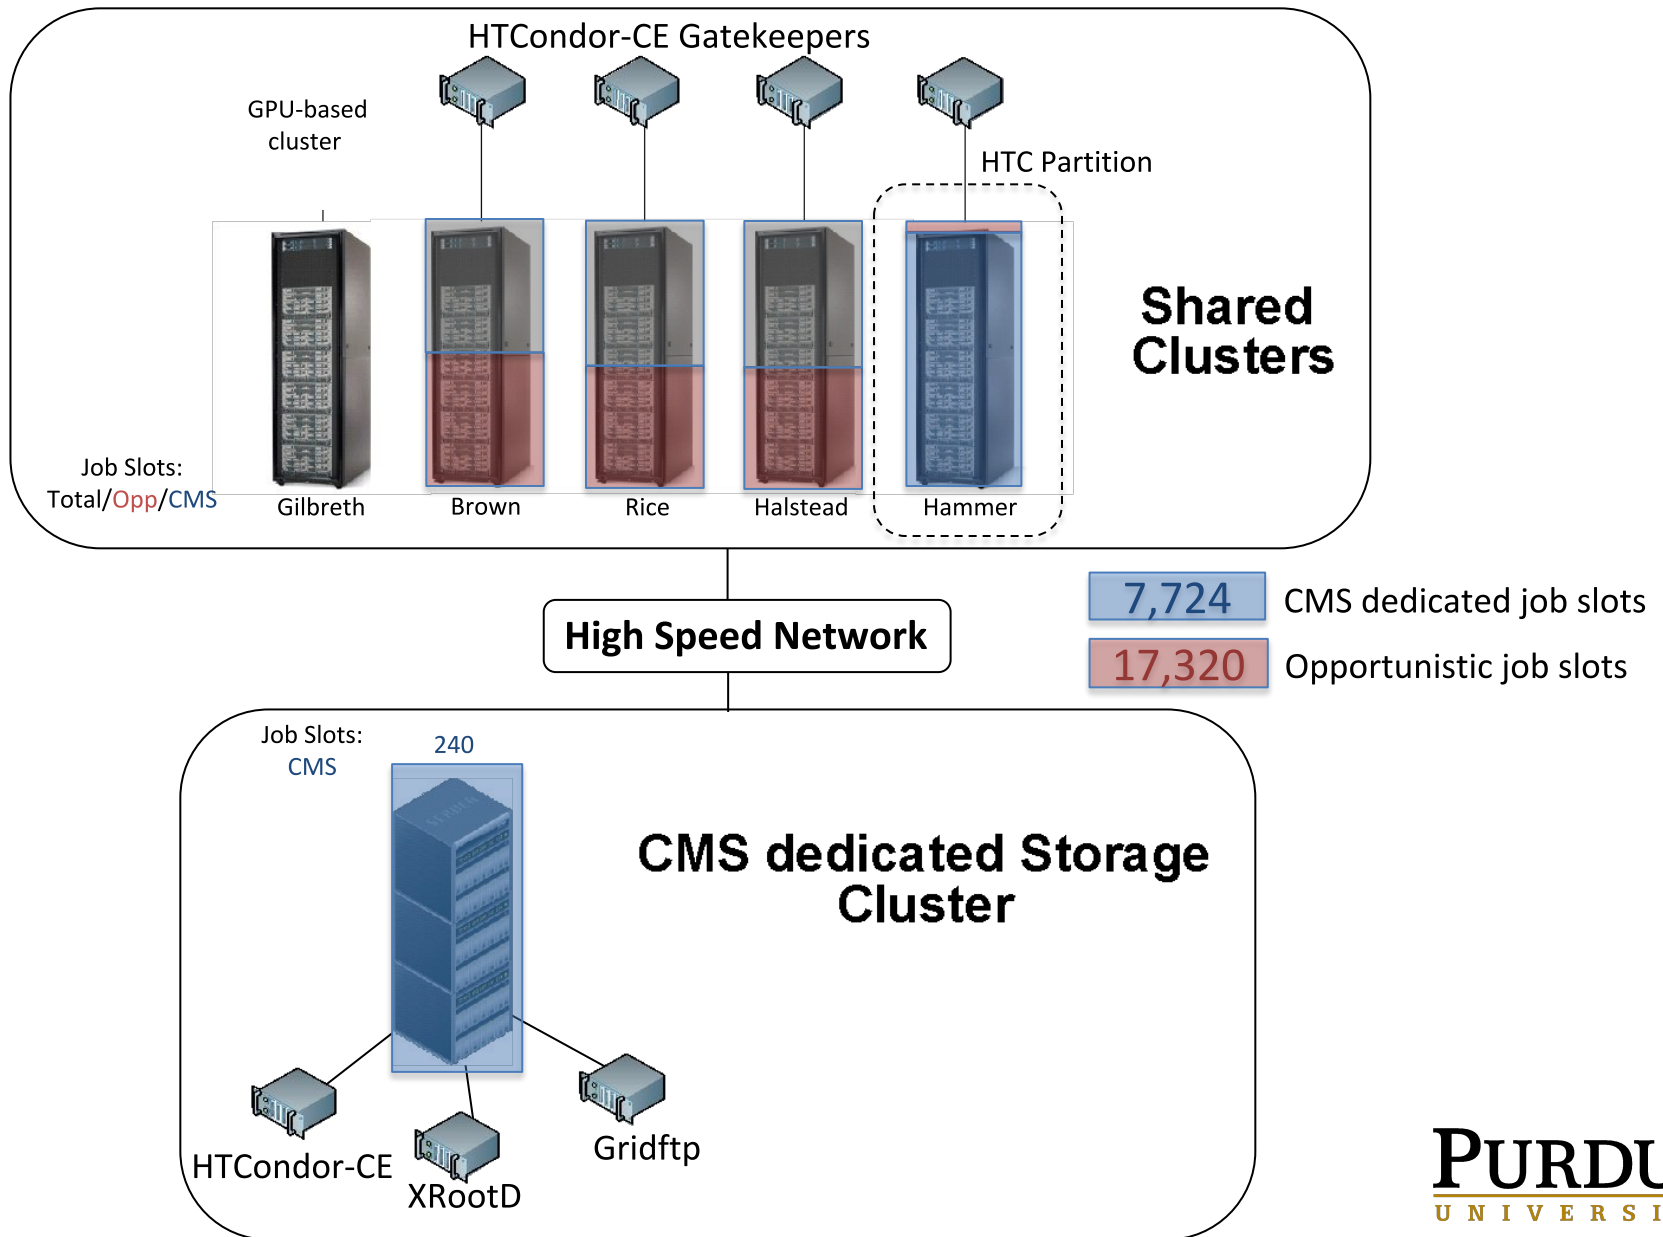 HTCondor-CE Gatekeepers
GPU-based
cluster
HTC Partition
Shared
Clusters
Job Slots:
Total/Opp/CMS
Gilbreth
Brown
Rice
Halstead
Hammer
High Speed Network
7,724 CMS dedicated job slots
17,320 Opportunistic job slots
Job Slots:
CMS
240
CMS dedicated Storage
Cluster
HTCondor-CE
XRootD
Gridftp
PURDU
UNIVERSI